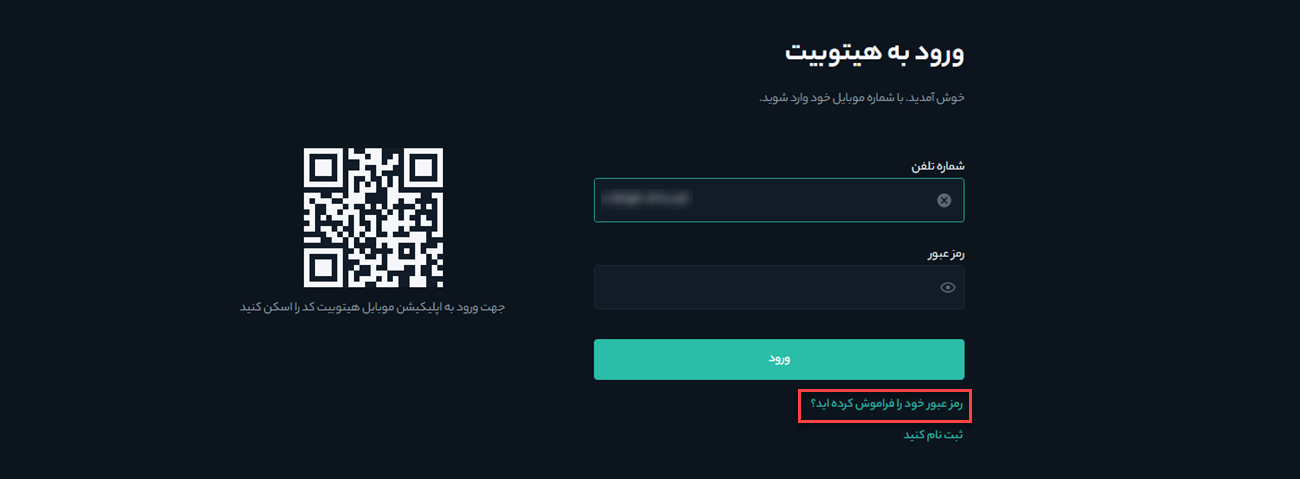 ورود به هیتوبیت
خوش آمدید. با شماره موبایل خود وارد شوید.
شماره تلفن
رمز عبور
ورود
رمز عبور خود را فراموش کرده اید؟
ثبت نام کنید
جهت ورود به اپلیکیشن موبایل هیتوبیت کد را اسکن کنید